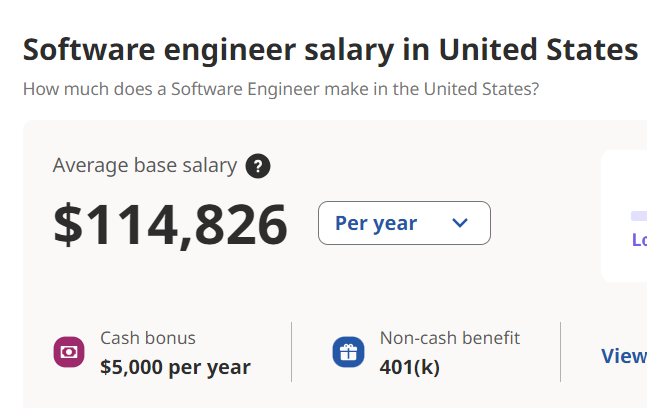 Software engineer salary in United States
How much does a Software Engineer make in the United States?
Average base salary ?
$114,826 Per year
Cash bonus
$5,000 per year
Non-cash benefit
401(k)
View